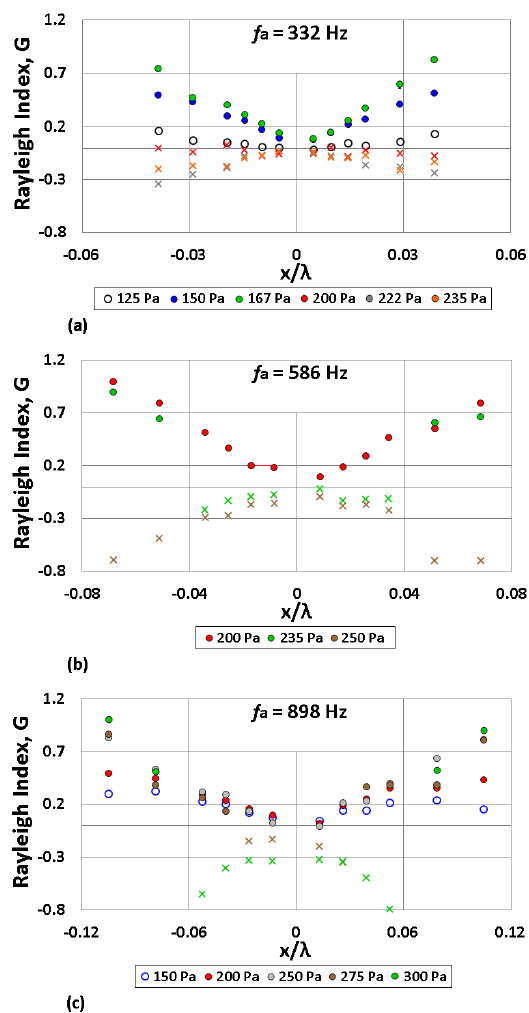 fa = 332 Hz
Rayleigh Index, G
1.2
0.7
0.2
-0.3
-0.8
-0.06 -0.03 0 0.03 0.06
x/λ
125 Pa 150 Pa 167 Pa 200 Pa 222 Pa 235 Pa
(a)
fa = 586 Hz
Rayleigh Index, G
1.2
0.7
0.2
-0.3
-0.8
-0.08 -0.04 0 0.04 0.08
x/λ
200 Pa 235 Pa 250 Pa
(b)
fa = 898 Hz
Rayleigh Index, G
1.2
0.7
0.2
-0.3
-0.8
-0.12 -0.06 0 0.06 0.12
x/λ
150 Pa 200 Pa 250 Pa 275 Pa 300 Pa
(c)